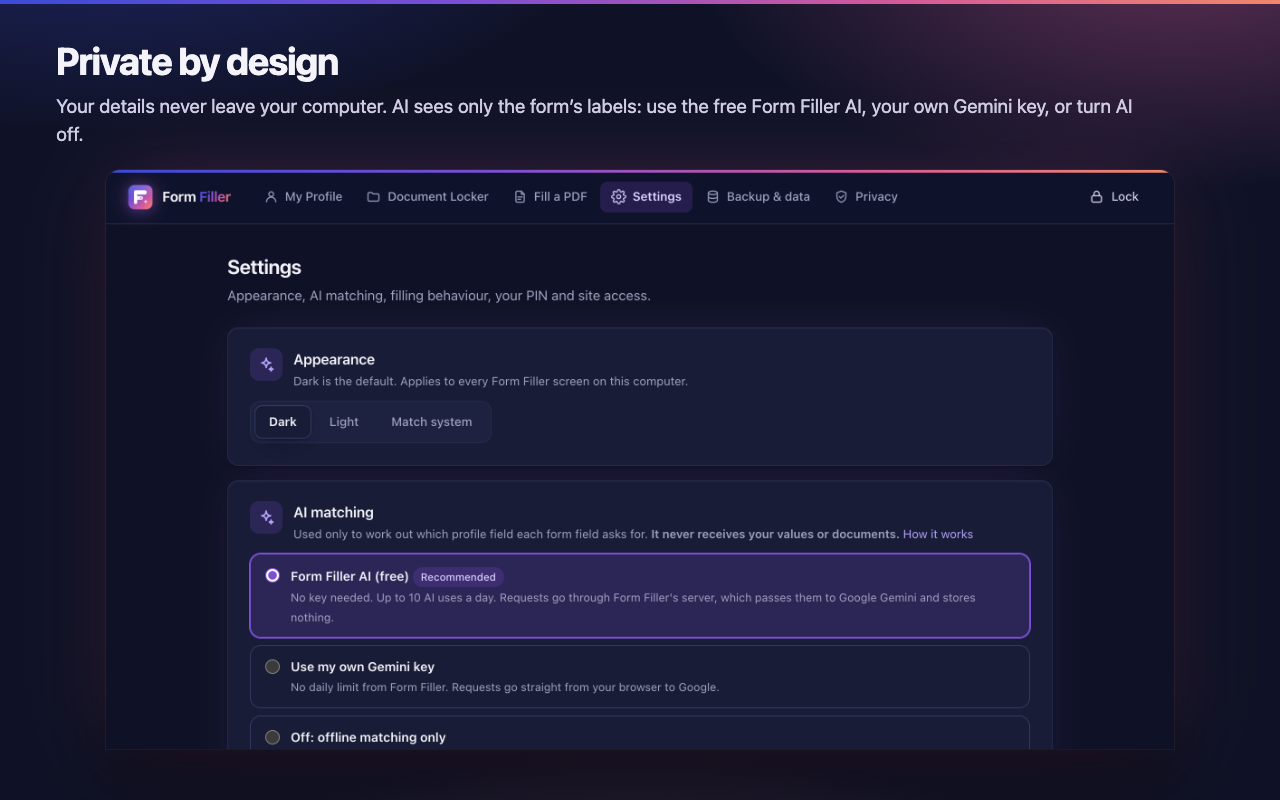 Private by design
Your details never leave your computer. AI sees only the form’s labels: use the free Form Filler AI, your own Gemini key, or turn AI
off.
Form Filler
My Profile
Document Locker
Fill a PDF
Settings
Backup & data
Privacy
Lock
Settings
Appearance, AI matching, filling behaviour, your PIN and site access.
Appearance
Dark is the default. Applies to every Form Filler screen on this computer.
Dark
Light
Match system
AI matching
Used only to work out which profile field each form field asks for. It never receives your values or documents. How it works
Form Filler AI (free) Recommended
No key needed. Up to 10 AI uses a day. Requests go through Form Filler's server, which passes them to Google Gemini and stores
nothing.
Use my own Gemini key
No daily limit from Form Filler. Requests go straight from your browser to Google.
Off: offline matching only